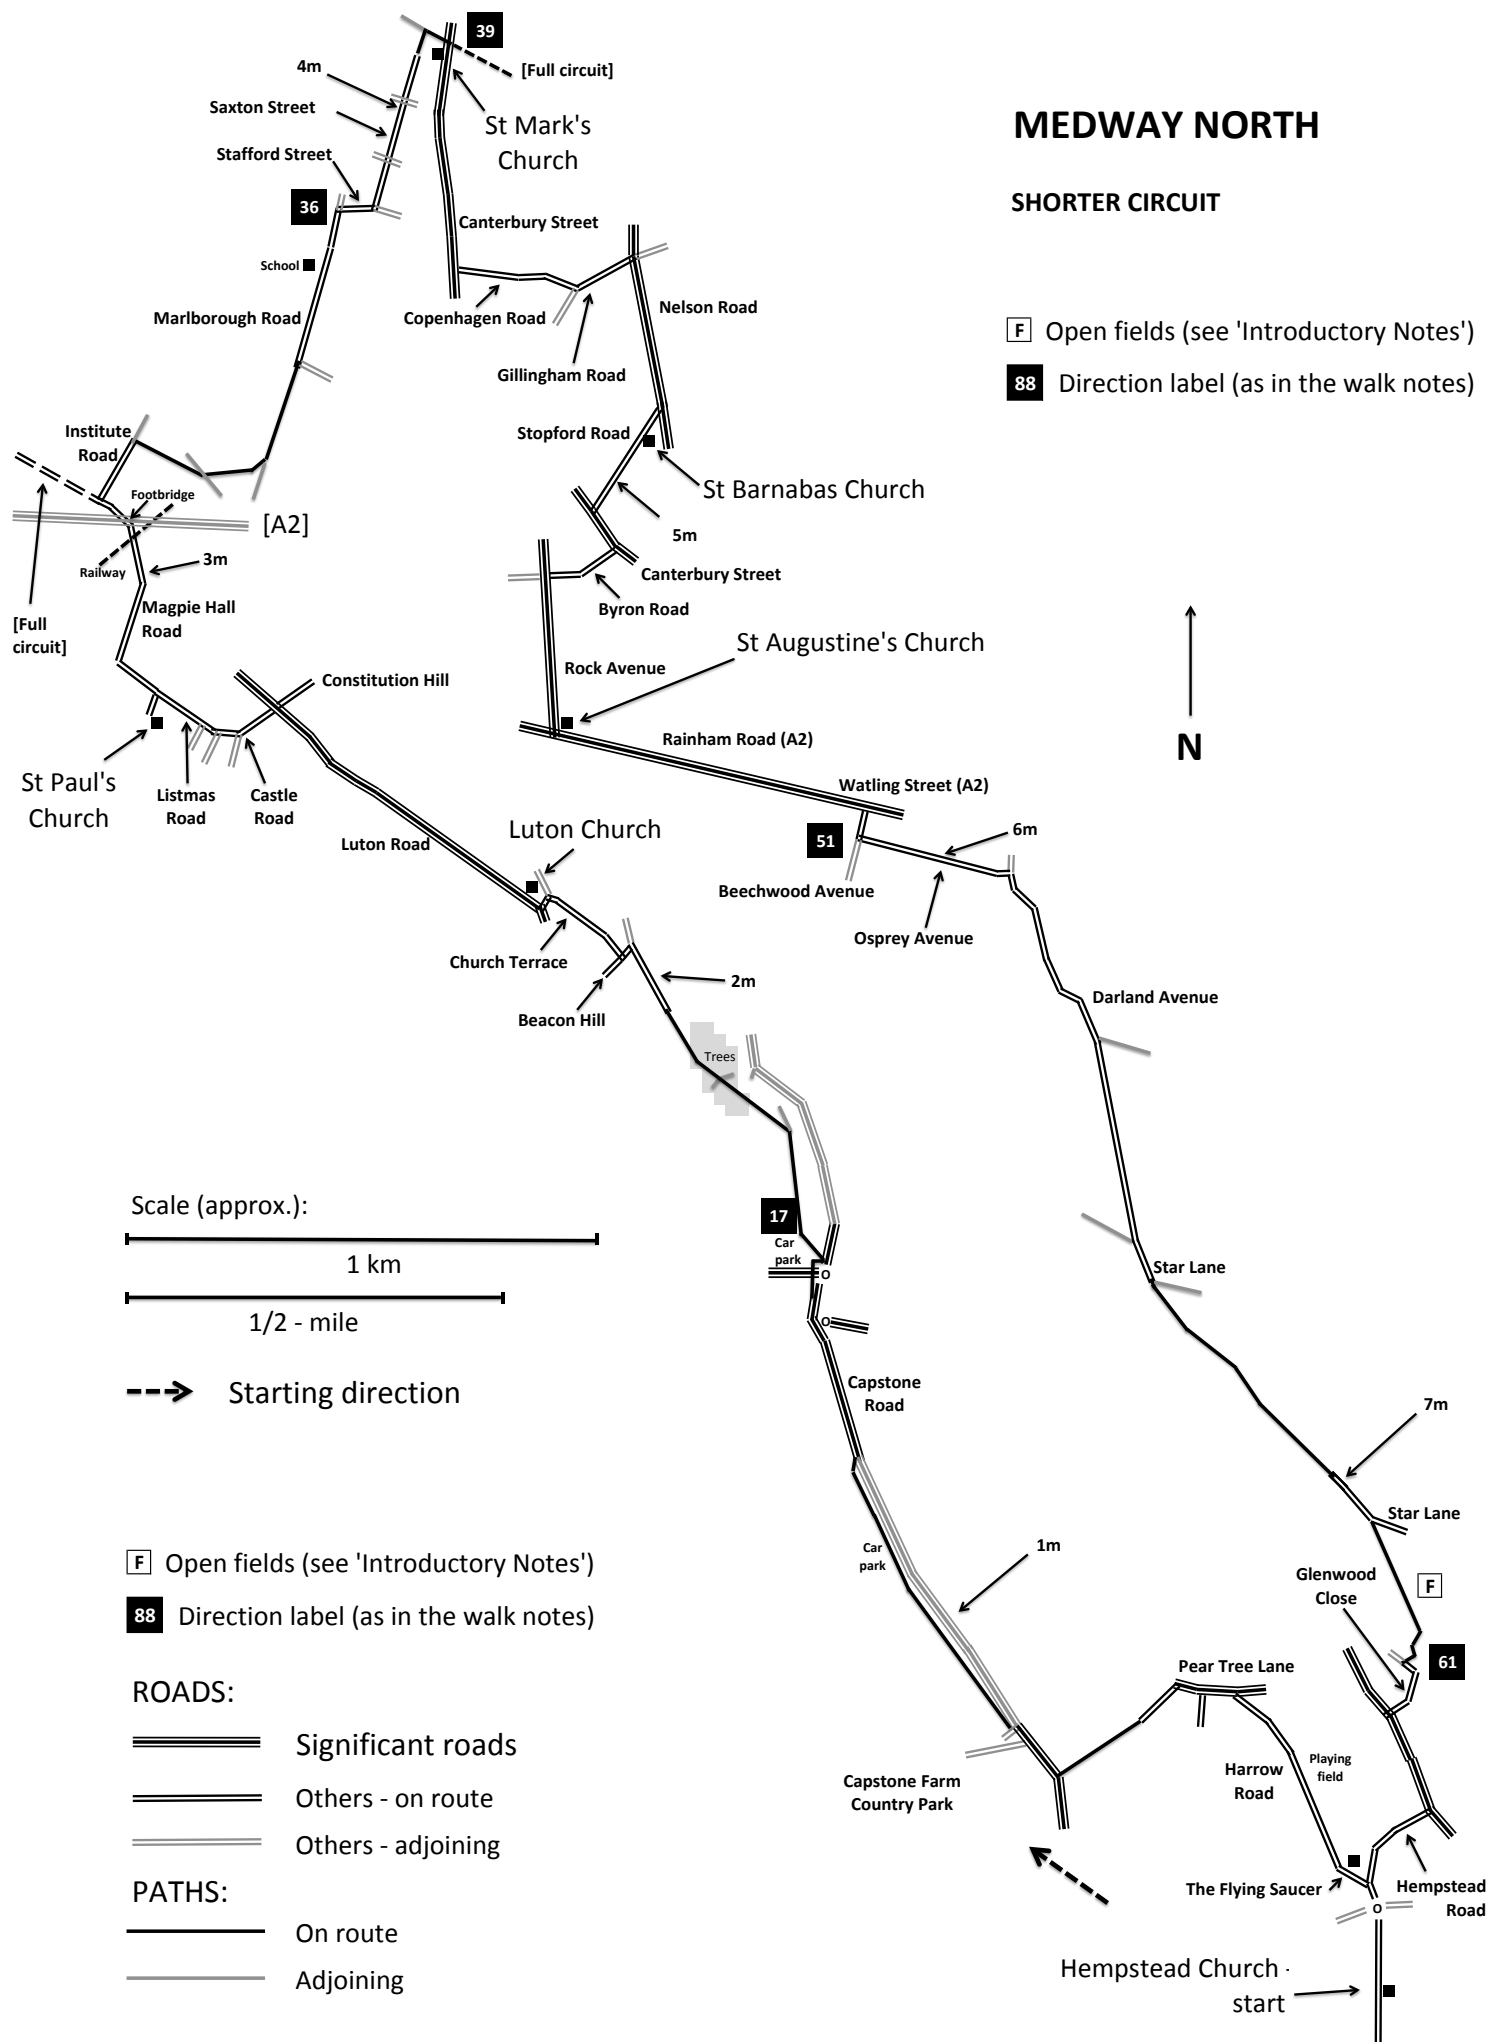 39
[Full circuit]
4m
Saxton Street
St Mark's
Church
MEDWAY NORTH
Stafford Street
SHORTER CIRCUIT
36
Canterbury Street
School
Marlborough Road
Copenhagen Road
Nelson Road
F Open fields (see 'Introductory Notes')
Gillingham Road
88 Direction label (as in the walk notes)
Institute
Road
Stopford Road
Footbridge
St Barnabas Church
[A2]
5m
Railway
3m
Canterbury Street
Magpie Hall
Road
Byron Road
[Full
circuit]
St Augustine's Church
Rock Avenue
Constitution Hill
Rainham Road (A2)
N
St Paul's
Church
Listmas
Road
Castle
Road
Watling Street (A2)
Luton Road
Luton Church
51
6m
Beechwood Avenue
Osprey Avenue
Church Terrace
2m
Darland Avenue
Beacon Hill
Trees
Scale (approx.):
17
Car
park
O
1 km
Star Lane
1/2 - mile
O
Starting direction
Capstone
Road
7m
Star Lane
Car
park
1m
F Open fields (see 'Introductory Notes')
Glenwood
Close
F
88 Direction label (as in the walk notes)
61
Pear Tree Lane
ROADS:
Significant roads
Others - on route
Others - adjoining
Capstone Farm
Country Park
Harrow
Road
Playing
field
PATHS:
The Flying Saucer
Hempstead
Road
O
On route
Adjoining
Hempstead Church -
start